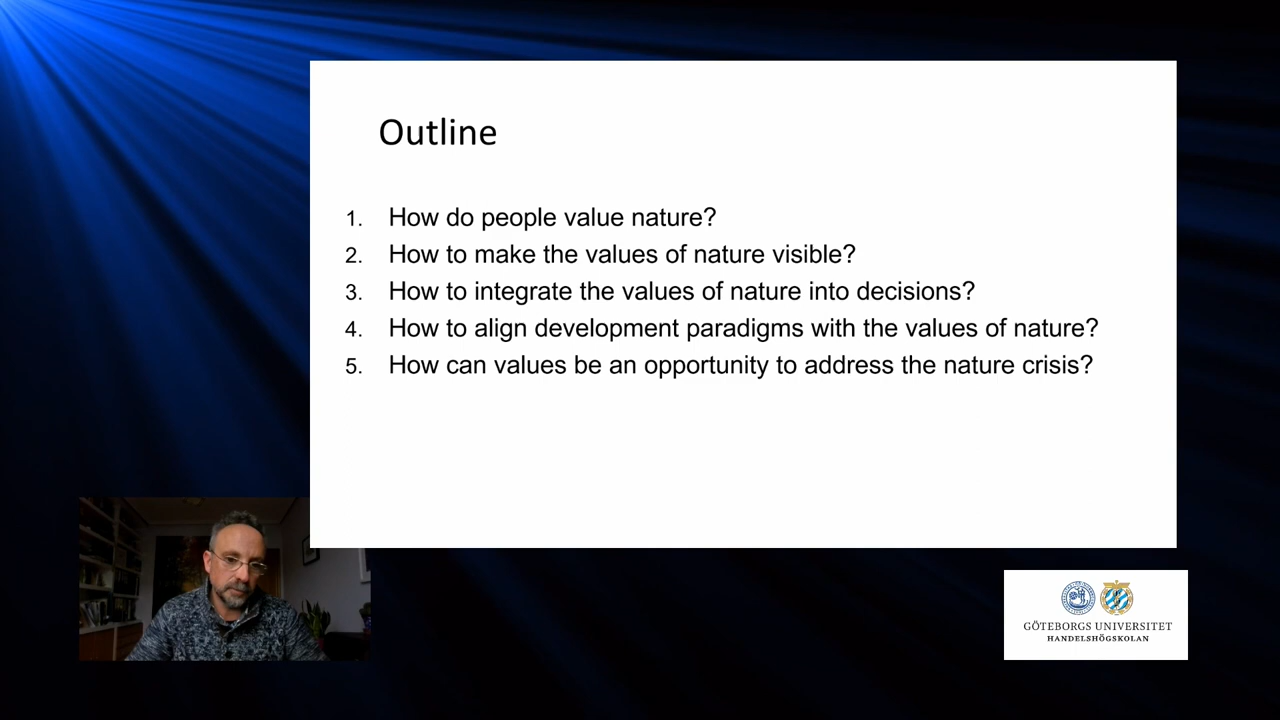 Outline
1. How do people value nature?
2. How to make the values of nature visible?
3. How to integrate the values of nature into decisions?
4. How to align development paradigms with the values of nature?
5. How can values be an opportunity to address the nature crisis?
GÖTEBORGS UNIVERSITET
HANDELSHÖGSKOLAN